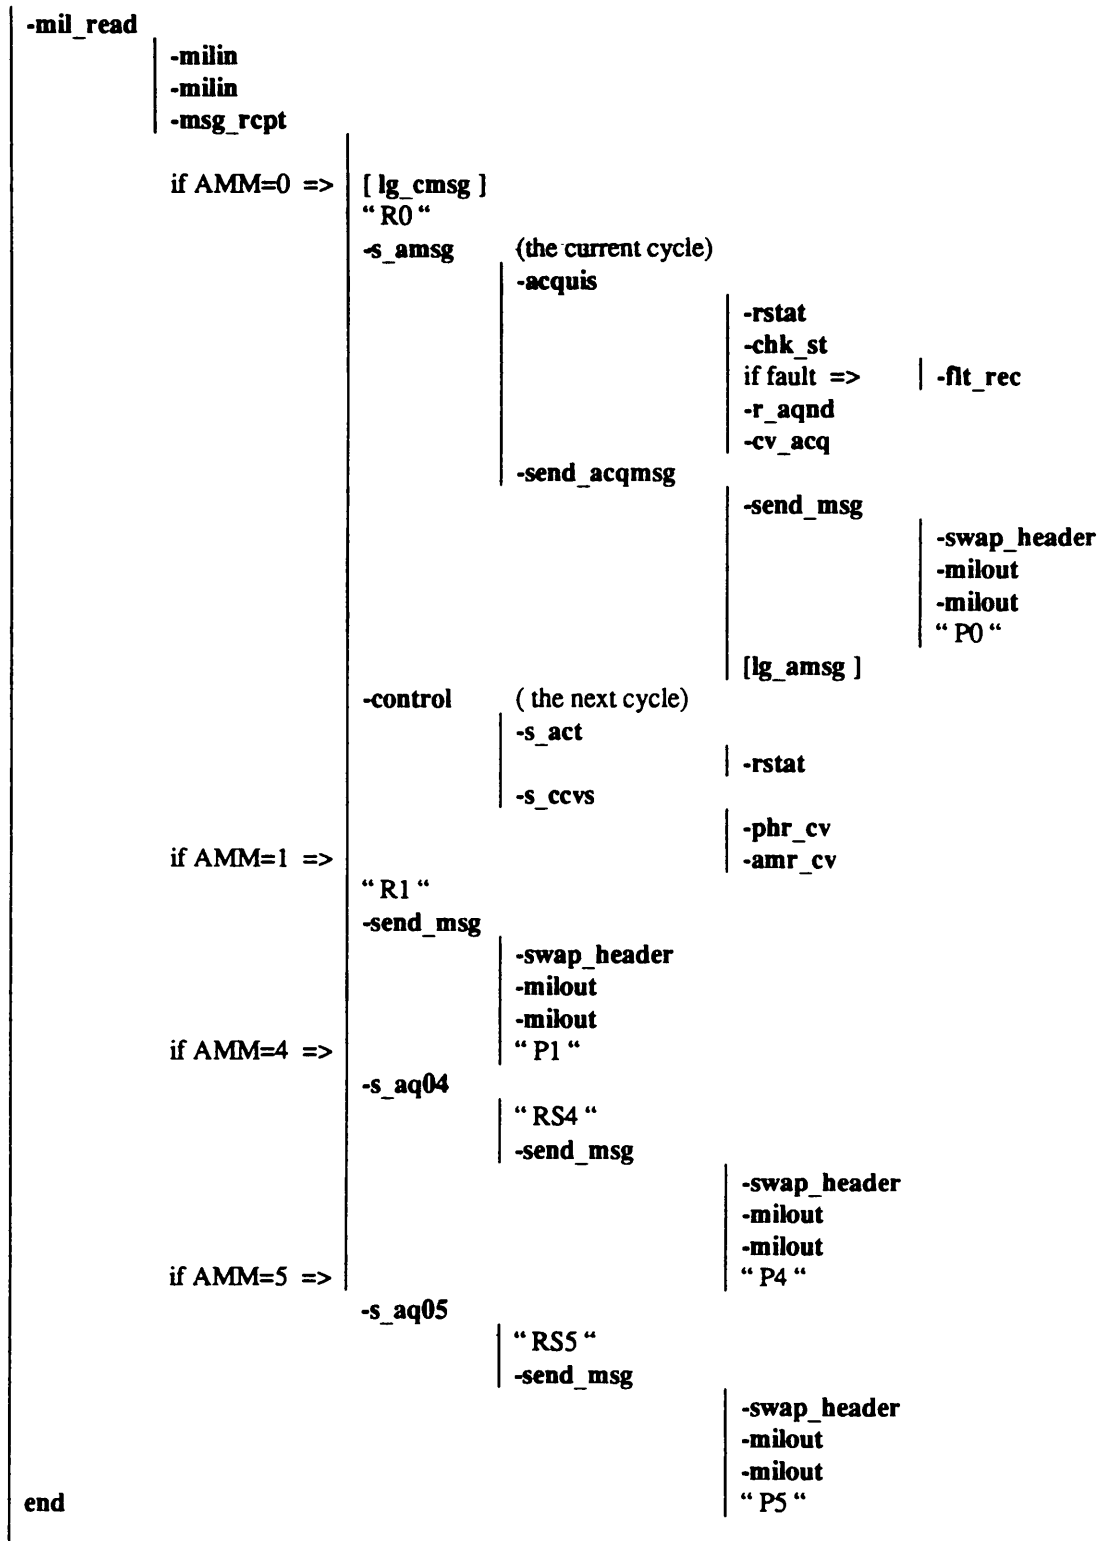 -mil_read
-milin
-milin
-msg_rcpt
if AMM=0 => [ lg_cmsg ]
“ R0 “
-s_amsg (the current cycle)
-acquis
-rstat
-chk_st
if fault => -flt_rec
-r_aqnd
-cv_acq
-send_acqmsg
-send_msg
-swap_header
-milout
-milout
“ P0 “
[lg_amsg ]
-control ( the next cycle)
-s_act
-rstat
-s_ccvs
-phr_cv
if AMM=1 => -amr_cv
“ R1 “
-send_msg
-swap_header
-milout
-milout
if AMM=4 => “ P1 “
-s_aq04
“ RS4 “
-send_msg
-swap_header
-milout
-milout
if AMM=5 => “ P4 “
-s_aq05
“ RS5 “
-send_msg
-swap_header
-milout
-milout
end “ P5 “